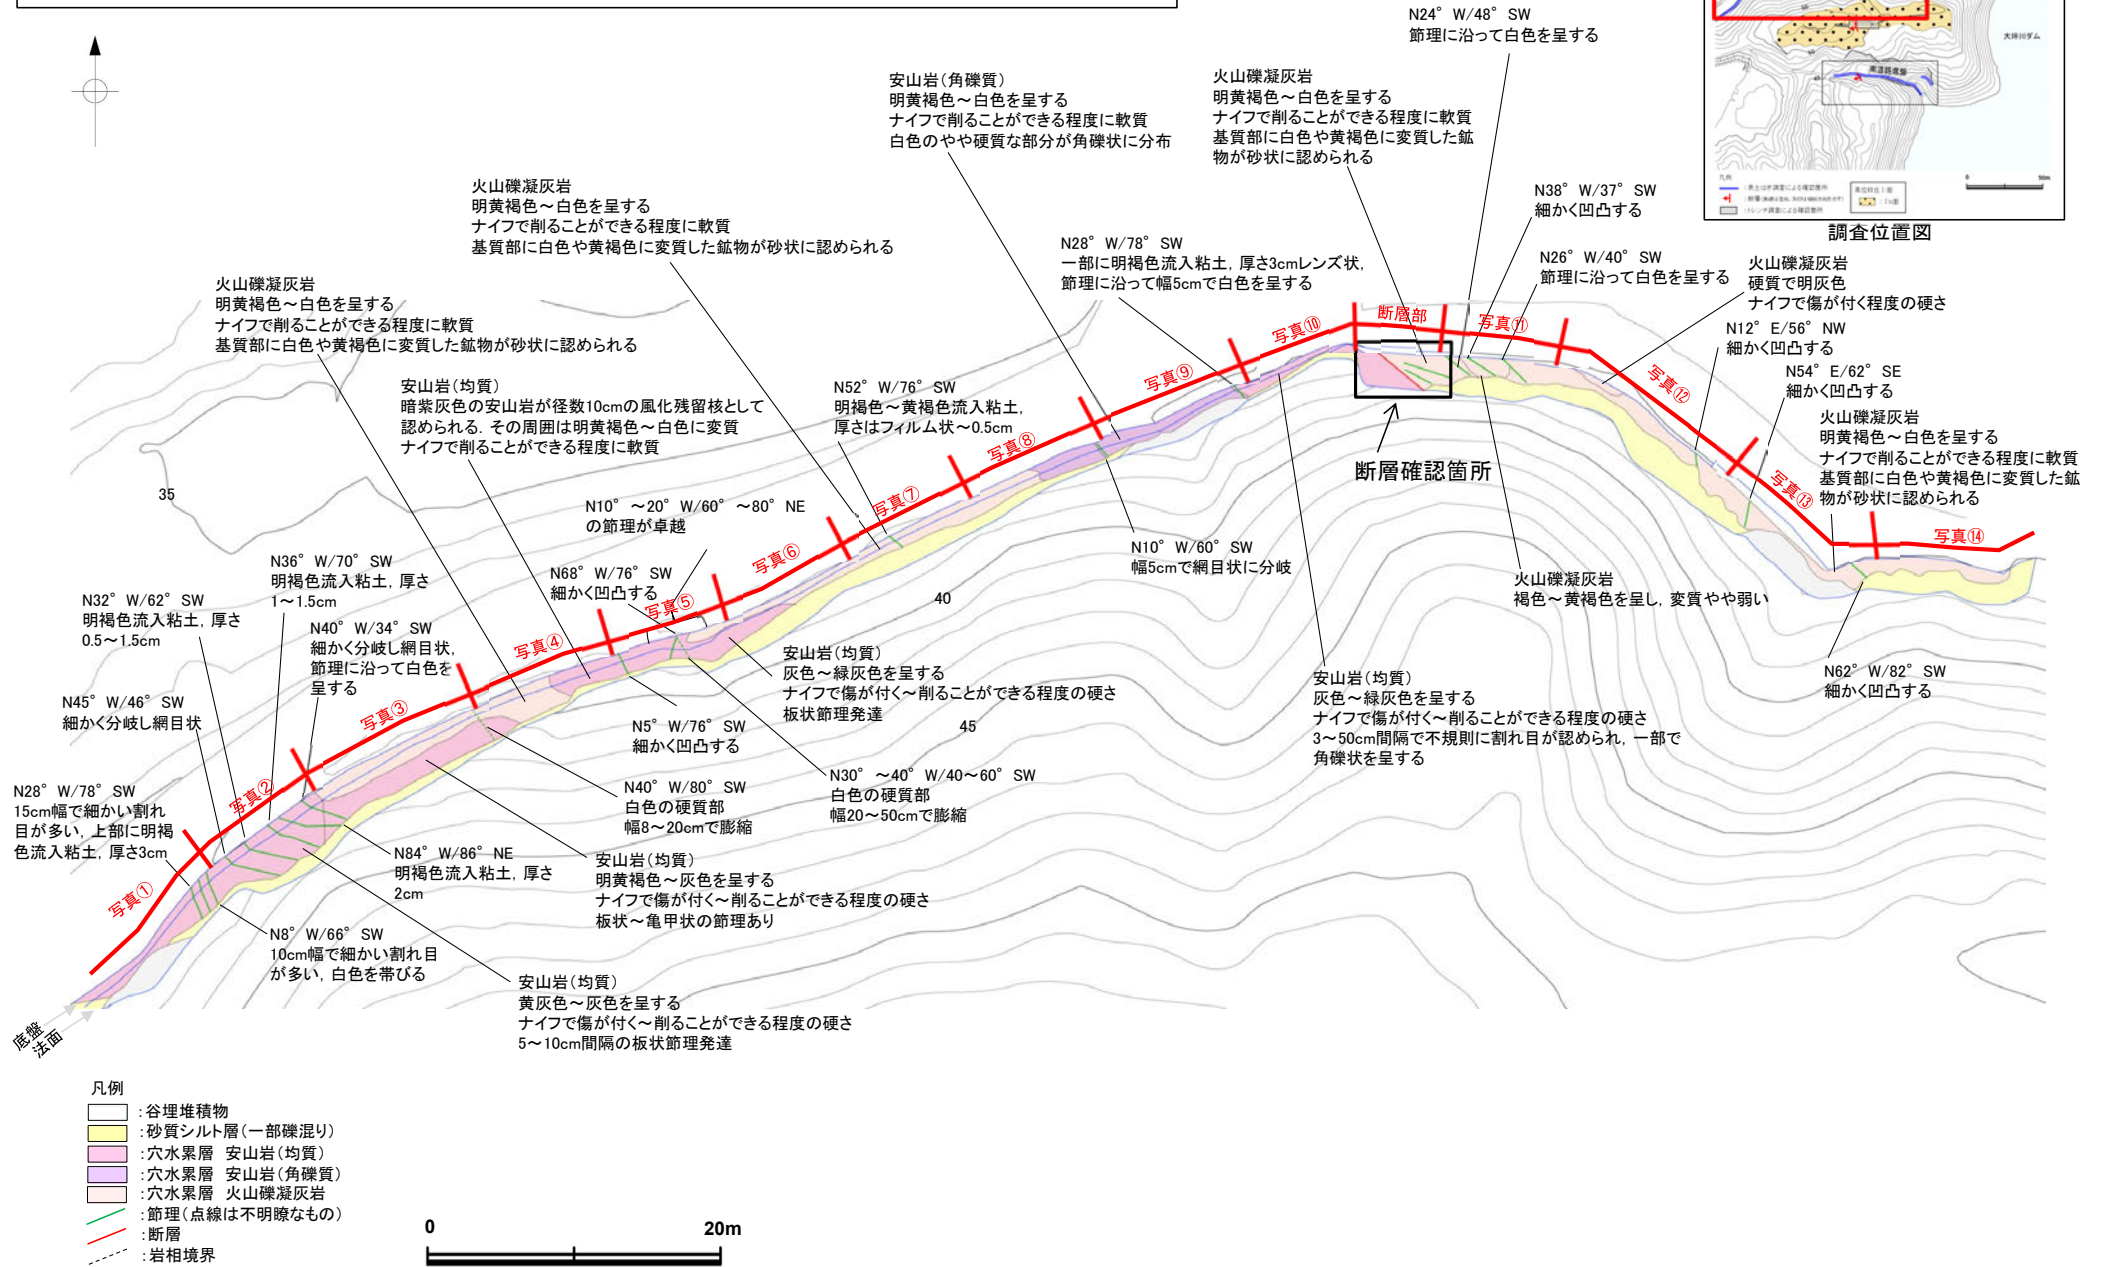 N24°W/48°SW
節理に沿って白色を呈する
大坪川ダム
南道路底盤
安山岩(角礫質)
明黄褐色～白色を呈する
ナイフで削ることができる程度に軟質
白色のやや硬質な部分が角礫状に分布
火山礫凝灰岩
明黄褐色～白色を呈する
ナイフで削ることができる程度に軟質
基質部に白色や黄褐色に変質した鉱
物が砂状に認められる
凡例
：表土はぎ調査による確認箇所
：トレンチ調査による確認箇所
高位段丘Ⅰ面
0
50m
調査位置図
火山礫凝灰岩
明黄褐色～白色を呈する
ナイフで削ることができる程度に軟質
基質部に白色や黄褐色に変質した鉱物が砂状に認められる
N38°W/37°SW
細かく凹凸する
N28°W/78°SW
一部に明褐色流入粘土，厚さ3cmレンズ状，
節理に沿って幅5cmで白色を呈する
N26°W/40°SW
節理に沿って白色を呈する
火山礫凝灰岩
硬質で明灰色
ナイフで傷が付く程度の硬さ
火山礫凝灰岩
明黄褐色～白色を呈する
ナイフで削ることができる程度に軟質
基質部に白色や黄褐色に変質した鉱物が砂状に認められる
N12°E/56°NW
細かく凹凸する
N54°E/62°SE
細かく凹凸する
安山岩(均質)
暗紫灰色の安山岩が径数10cmの風化残留核として
認められる．その周囲は明黄褐色～白色に変質
ナイフで削ることができる程度に軟質
N52°W/76°SW
明褐色～黄褐色流入粘土，
厚さはフィルム状～0.5cm
火山礫凝灰岩
明黄褐色～白色を呈する
ナイフで削ることができる程度に軟質
基質部に白色や黄褐色に変質した鉱
物が砂状に認められる
断層部
写真⑪
写真⑩
写真⑨
写真⑧
写真⑦
写真⑥
写真⑤
写真④
写真③
写真②
写真①
写真⑫
写真⑬
写真⑭
断層確認箇所
35
40
45
N10°～20°W/60°～80°NE
の節理が卓越
N68°W/76°SW
細かく凹凸する
N36°W/70°SW
明褐色流入粘土，厚さ
1～1.5cm
N32°W/62°SW
明褐色流入粘土，厚さ
0.5～1.5cm
N40°W/34°SW
細かく分岐し網目状，
節理に沿って白色を
呈する
N45°W/46°SW
細かく分岐し網目状
N28°W/78°SW
15cm幅で細かい割れ
目が多い，上部に明褐
色流入粘土，厚さ3cm
N10°W/60°SW
幅5cmで網目状に分岐
火山礫凝灰岩
褐色～黄褐色を呈し，変質やや弱い
N62°W/82°SW
細かく凹凸する
安山岩(均質)
灰色～緑灰色を呈する
ナイフで傷が付く～削ることができる程度の硬さ
板状節理発達
安山岩(均質)
灰色～緑灰色を呈する
ナイフで傷が付く～削ることができる程度の硬さ
3～50cm間隔で不規則に割れ目が認められ，一部で
角礫状を呈する
N5°W/76°SW
細かく凹凸する
N30°～40°W/40～60°SW
白色の硬質部
幅20～50cmで膨縮
N40°W/80°SW
白色の硬質部
幅8～20cmで膨縮
N84°W/86°NE
明褐色流入粘土，厚さ
2cm
安山岩(均質)
明黄褐色～灰色を呈する
ナイフで傷が付く～削ることができる程度の硬さ
板状～亀甲状の節理あり
N8°W/66°SW
10cm幅で細かい割れ目
が多い，白色を帯びる
安山岩(均質)
黄灰色～灰色を呈する
ナイフで傷が付く～削ることができる程度の硬さ
5～10cm間隔の板状節理発達
底盤
法面
凡例
：谷埋堆積物
：砂質シルト層(一部礫混り)
：穴水累層 安山岩(均質)
：穴水累層 安山岩(角礫質)
：穴水累層 火山礫凝灰岩
：節理(点線は不明瞭なもの)
：断層
：岩相境界
0
20m